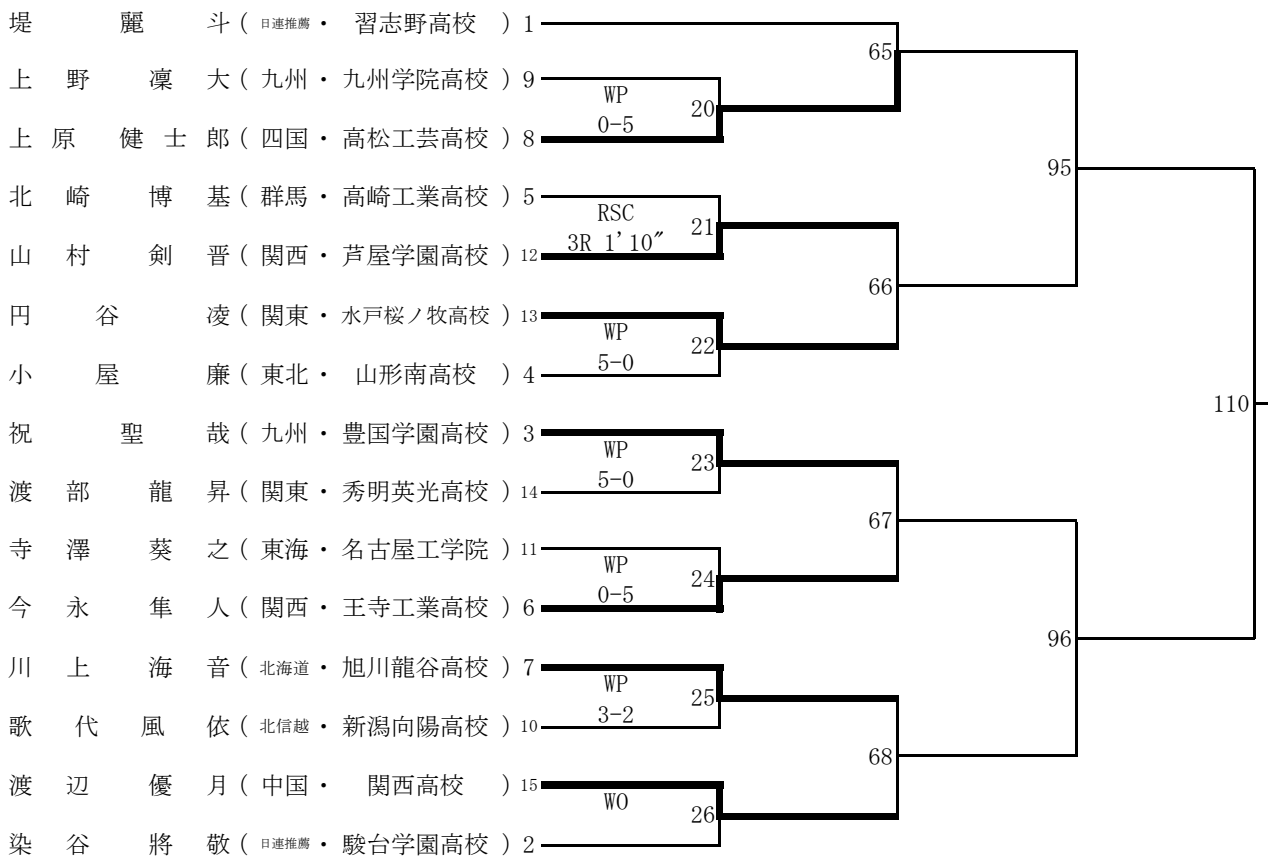 堤 麗 斗 ( 日連推薦 ・ 習志野高校 ) 1
65
上 野 凜 大 ( 九州 ・ 九州学院高校 ) 9
WP
20
0-5
上 原 健 士 郎 ( 四国 ・ 高松工芸高校 ) 8
95
北 崎 博 基 ( 群馬 ・ 高崎工業高校 ) 5
RSC
21
3R 1'10"
山 村 剣 晋 ( 関西 ・ 芦屋学園高校 ) 12
66
円 谷 凌 ( 関東 ・ 水戸桜ノ牧高校 ) 13
WP
22
5-0
小 屋 廉 ( 東北 ・ 山形南高校 ) 4
110
祝 聖 哉 ( 九州 ・ 豊国学園高校 ) 3
WP
23
5-0
渡 部 龍 昇 ( 関東 ・ 秀明英光高校 ) 14
67
寺 澤 葵 之 ( 東海 ・ 名古屋工学院 ) 11
WP
24
0-5
今 永 隼 人 ( 関西 ・ 王寺工業高校 ) 6
96
川 上 海 音 ( 北海道 ・ 旭川龍谷高校 ) 7
WP
25
3-2
歌 代 風 依 ( 北信越 ・ 新潟向陽高校 ) 10
68
渡 辺 優 月 ( 中国 ・ 関西高校 ) 15
WO
26
染 谷 將 敬 ( 日連推薦 ・ 駿台学園高校 ) 2